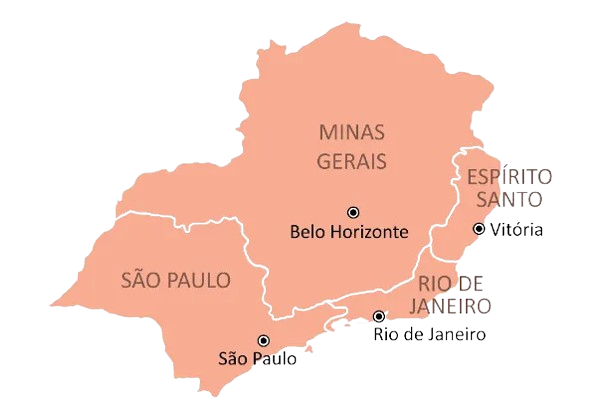 MINAS
GERAIS
ESPÍRITO
SANTO
Belo Horizonte
Vitória
SÃO PAULO
RIO DE
JANEIRO
Rio de Janeiro
São Paulo